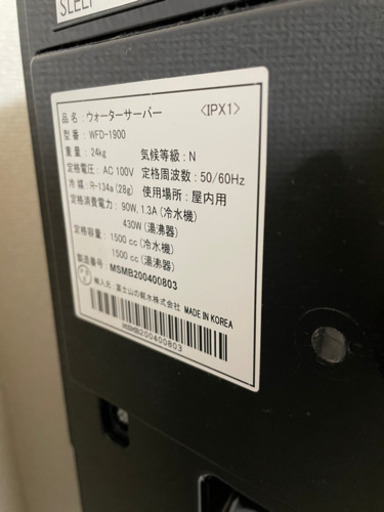 SLEEP
品名：ウォーターサーバー 〈IPX1〉
型番：WFD-1900
重量：24kg 気候等級：N
定格電圧：AC 100V 定格周波数：50/60Hz
冷媒：R-134a (28g) 使用場所：屋内用
定格消費電力：90W, 1.3A (冷水機)
430W (湯沸器)
定格容量：1500 cc (冷水機)
1500 cc (湯沸器)
製造番号：MSMB200400803
輸入元：富士山の銘水株式会社 MADE IN KOREA
MSMB200400803